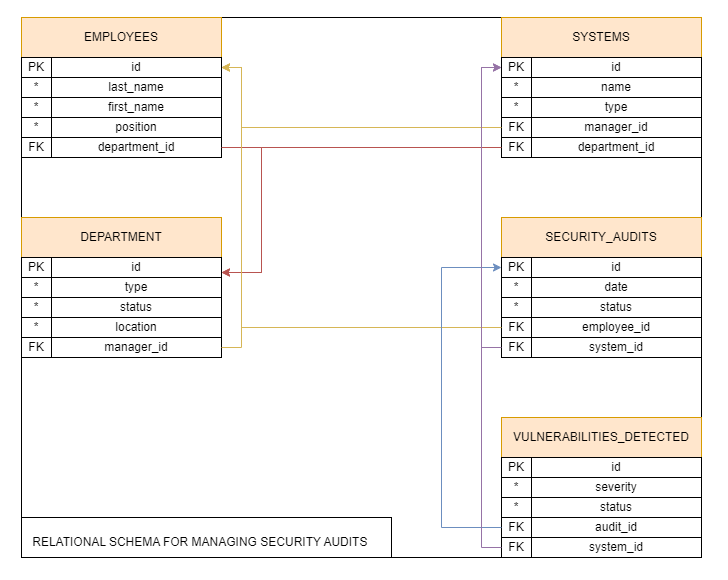 EMPLOYEES
PK id
* last_name
* first_name
* position
FK department_id
SYSTEMS
PK id
* name
* type
FK manager_id
FK department_id
DEPARTMENT
PK id
* type
* status
* location
FK manager_id
SECURITY_AUDITS
PK id
* date
* status
FK employee_id
FK system_id
VULNERABILITIES_DETECTED
PK id
* severity
* status
FK audit_id
FK system_id
RELATIONAL SCHEMA FOR MANAGING SECURITY AUDITS